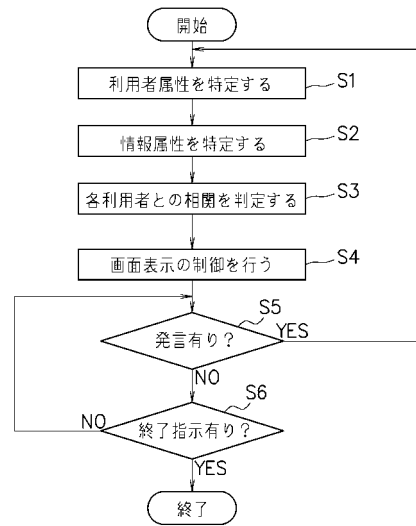 開始
利用者属性を特定する
S1
情報属性を特定する
S2
各利用者との相関を判定する
S3
画面表示の制御を行う
S4
S5
発言有り?
YES
NO
S6
NO
終了指示有り?
YES
終了